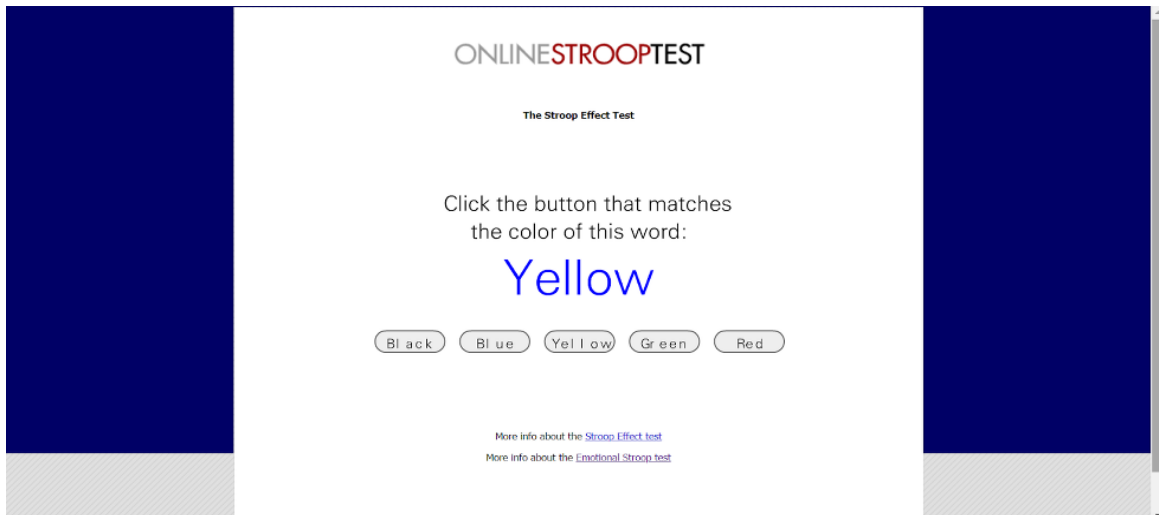 ONLINESTROOPTEST
The Stroop Effect Test
Click the button that matches
the color of this word:
Yellow
Black Blue Yellow Green Red
More info about the Stroop Effect test
More info about the Emotional Stroop test